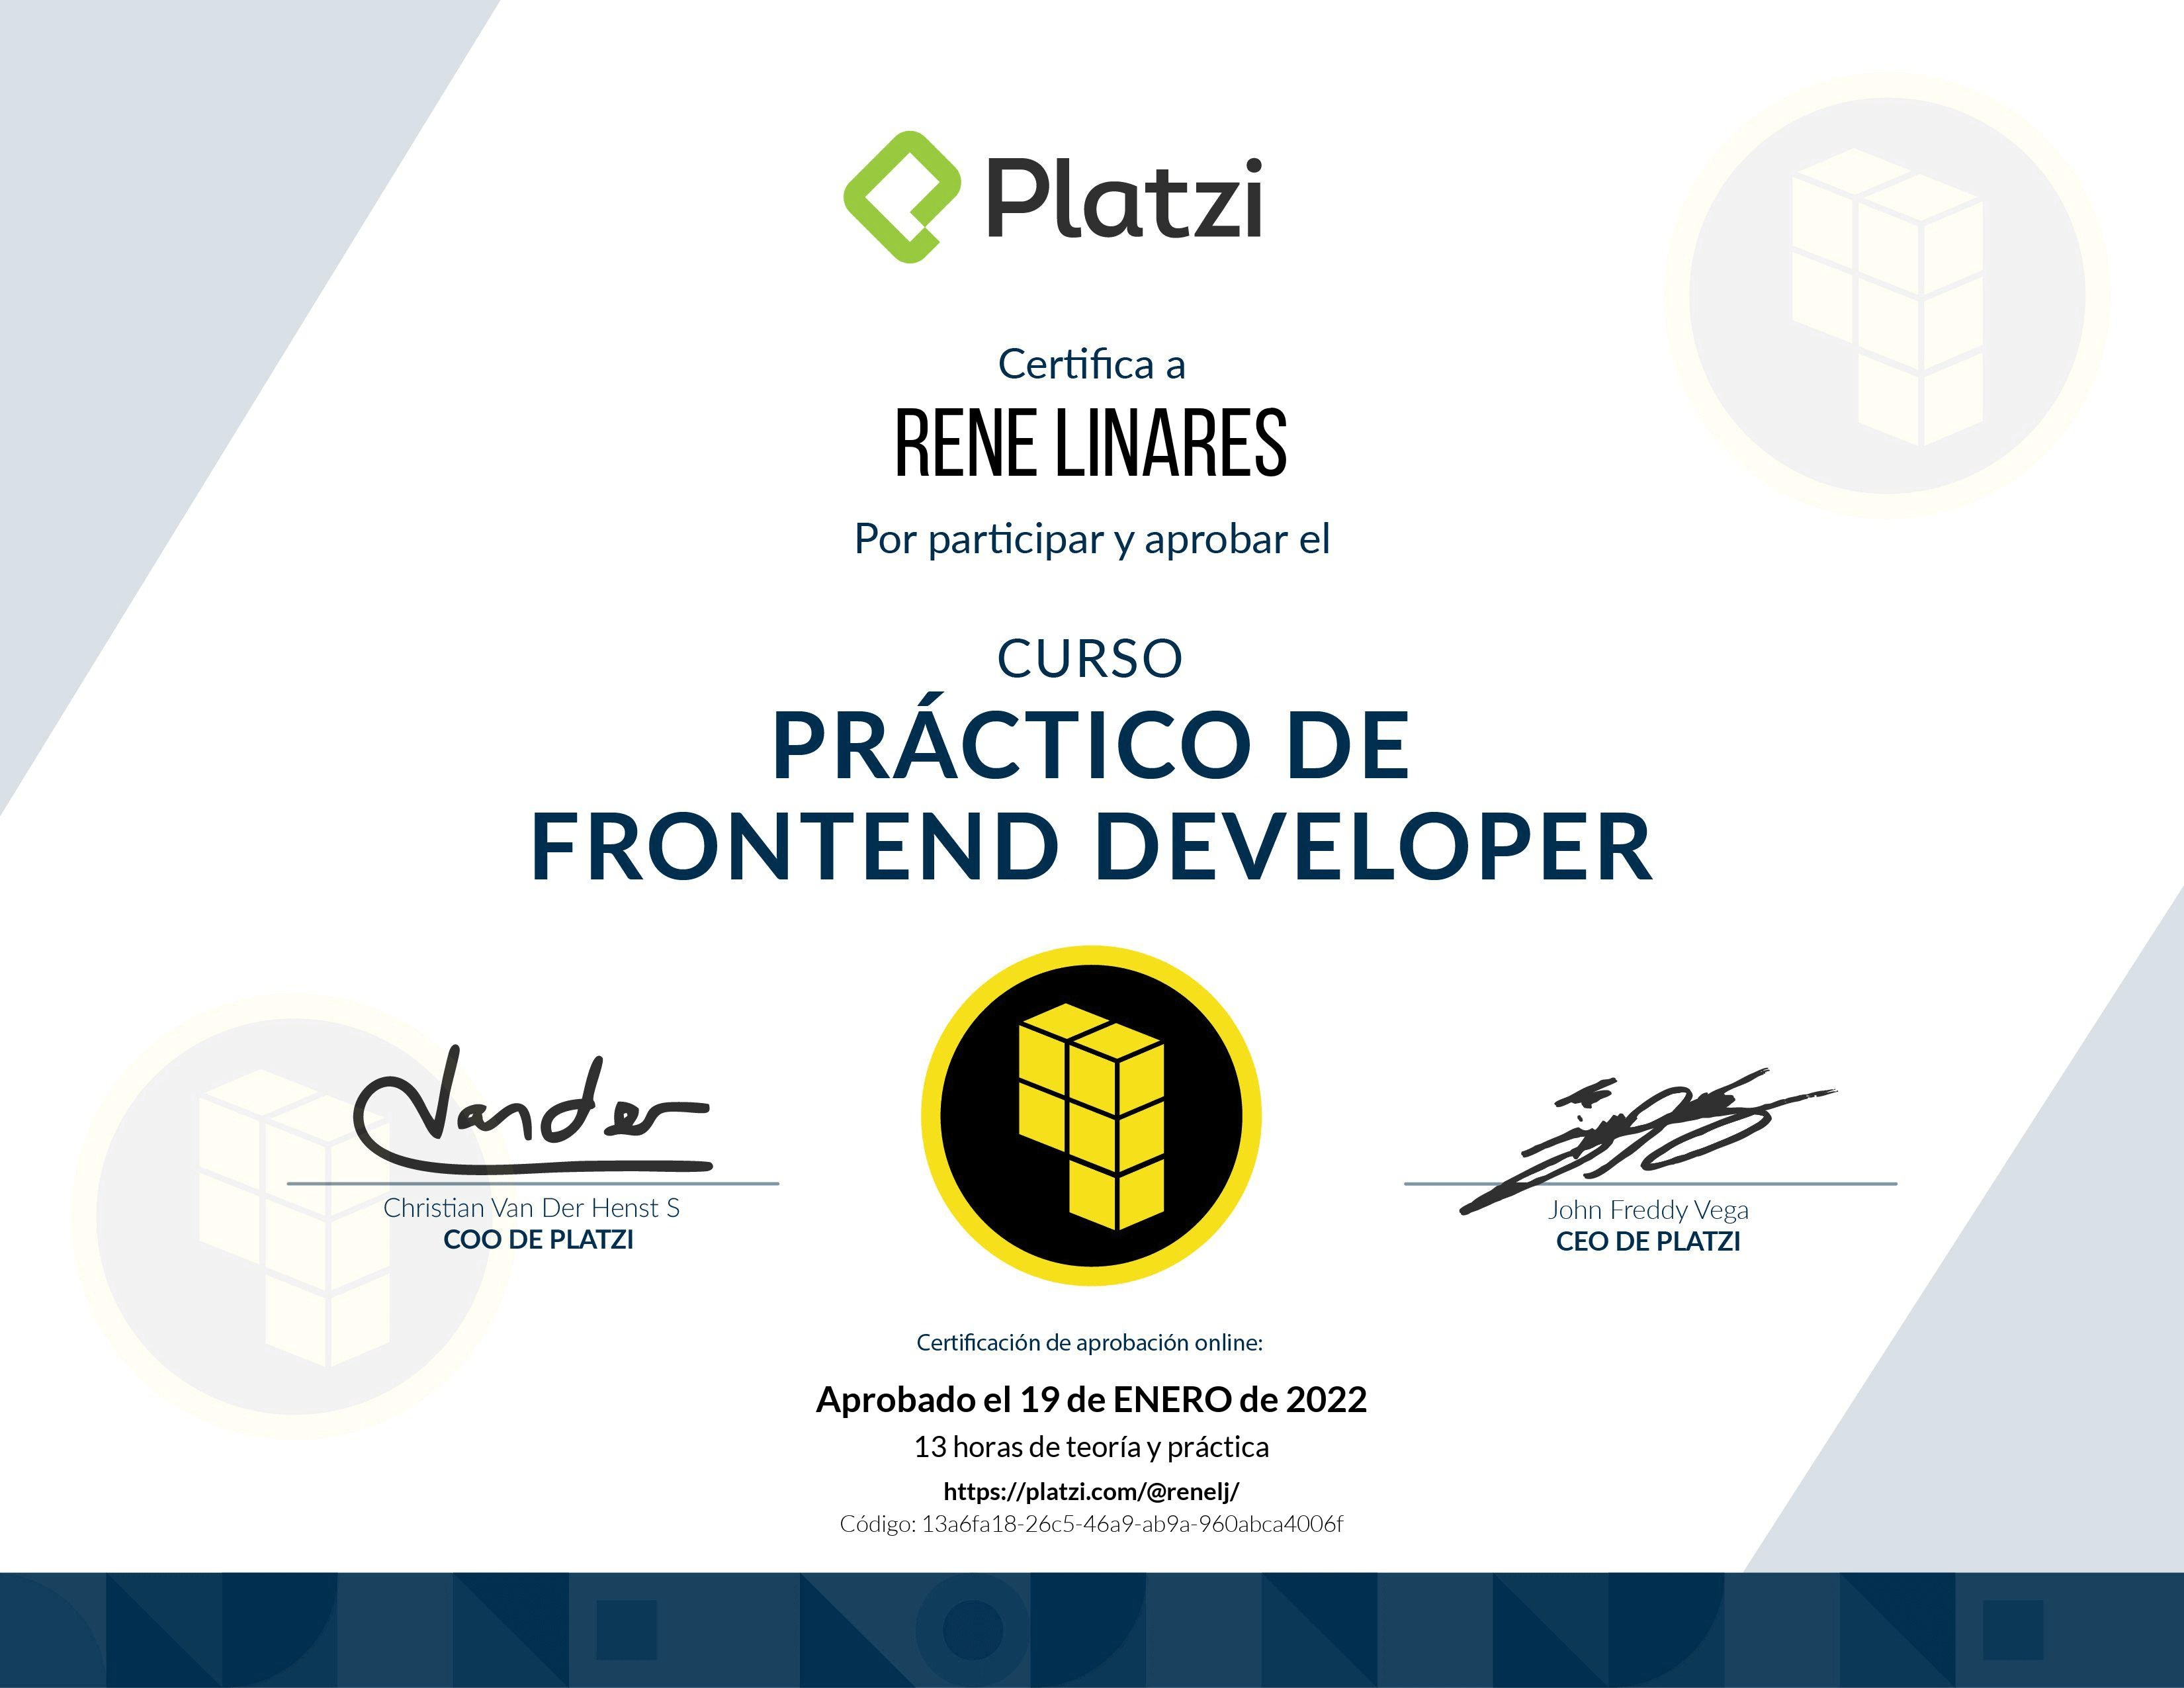 Platzi
Certifica a
RENE LINARES
Por participar y aprobar el
CURSO
PRÁCTICO DE
FRONTEND DEVELOPER
Vander
Christian Van Der Henst S
COO DE PLATZI
John Freddy Vega
CEO DE PLATZI
Certificación de aprobación online:
Aprobado el 19 de ENERO de 2022
13 horas de teoría y práctica
https://platzi.com/@renelj/
Código: 13a6fa18-26c5-46a9-ab9a-960abca4006f